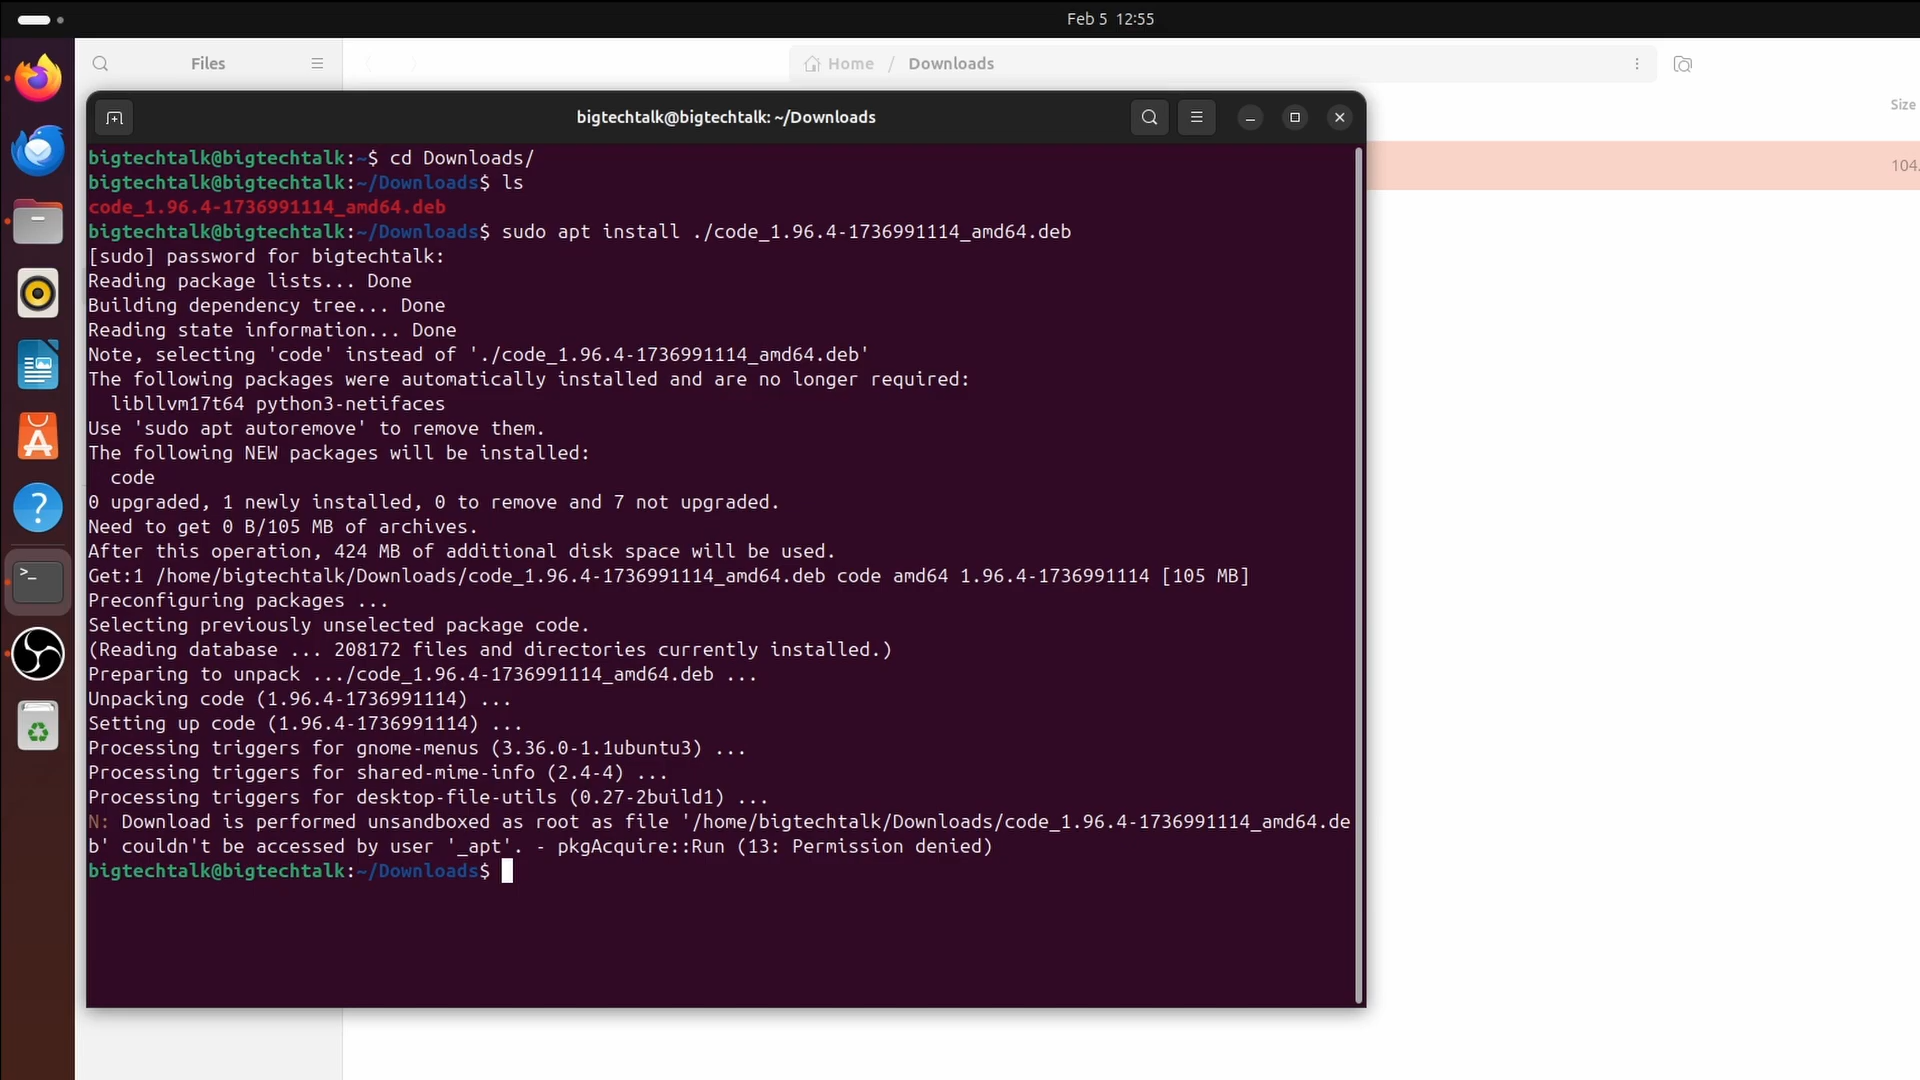 Feb 5 12:55
Files
Home / Downloads
Size
104.
bigtechtalk@bigtechtalk: ~/Downloads
bigtechtalk@bigtechtalk:~$ cd Downloads/
bigtechtalk@bigtechtalk:~/Downloads$ ls
code_1.96.4-1736991114_amd64.deb
bigtechtalk@bigtechtalk:~/Downloads$ sudo apt install ./code_1.96.4-1736991114_amd64.deb
[sudo] password for bigtechtalk:
Reading package lists... Done
Building dependency tree... Done
Reading state information... Done
Note, selecting 'code' instead of './code_1.96.4-1736991114_amd64.deb'
The following packages were automatically installed and are no longer required:
  libllvm17t64 python3-netifaces
Use 'sudo apt autoremove' to remove them.
The following NEW packages will be installed:
  code
0 upgraded, 1 newly installed, 0 to remove and 7 not upgraded.
Need to get 0 B/105 MB of archives.
After this operation, 424 MB of additional disk space will be used.
Get:1 /home/bigtechtalk/Downloads/code_1.96.4-1736991114_amd64.deb code amd64 1.96.4-1736991114 [105 MB]
Preconfiguring packages ...
Selecting previously unselected package code.
(Reading database ... 208172 files and directories currently installed.)
Preparing to unpack .../code_1.96.4-1736991114_amd64.deb ...
Unpacking code (1.96.4-1736991114) ...
Setting up code (1.96.4-1736991114) ...
Processing triggers for gnome-menus (3.36.0-1.1ubuntu3) ...
Processing triggers for shared-mime-info (2.4-4) ...
Processing triggers for desktop-file-utils (0.27-2build1) ...
N: Download is performed unsandboxed as root as file '/home/bigtechtalk/Downloads/code_1.96.4-1736991114_amd64.de
b' couldn't be accessed by user '_apt'. - pkgAcquire::Run (13: Permission denied)
bigtechtalk@bigtechtalk:~/Downloads$